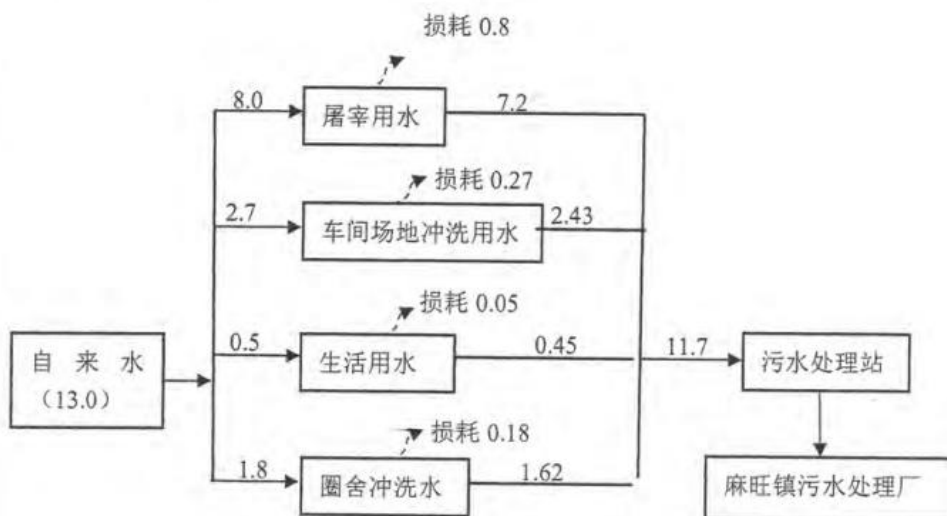 损耗 0.8
8.0
屠宰用水
7.2
损耗 0.27
2.7
车间场地冲洗用水
2.43
损耗 0.05
自来水
（13.0）
0.5
生活用水
0.45
11.7
污水处理站
损耗 0.18
1.8
圈舍冲洗水
1.62
麻旺镇污水处理厂